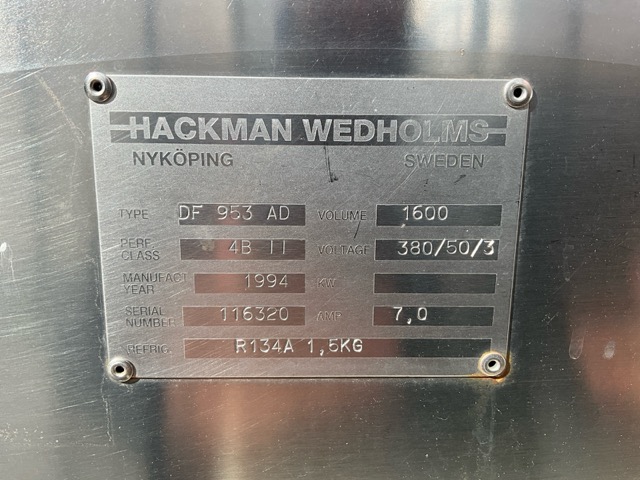 HACKMAN WEDHOLMS
NYKÖPING SWEDEN
TYPE DF 953 AD VOLUME 1600
PERF. CLASS 4B II VOLTAGE 380/50/3
MANUFACT YEAR 1994 KW
SERIAL NUMBER 116320 AMP 7,0
REFRIG. R134A 1,5KG